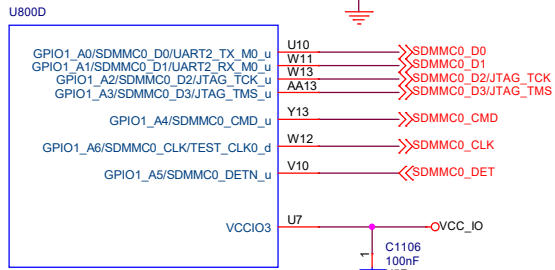 U800D
GPIO1_A0/SDMMC0_D0/UART2_TX_M0_u U10 SDMMC0_D0
GPIO1_A1/SDMMC0_D1/UART2_RX_M0_u W11 SDMMC0_D1
GPIO1_A2/SDMMC0_D2/JTAG_TCK_u W13 SDMMC0_D2/JTAG_TCK
GPIO1_A3/SDMMC0_D3/JTAG_TMS_u AA13 SDMMC0_D3/JTAG_TMS
GPIO1_A4/SDMMC0_CMD_u Y13 SDMMC0_CMD
GPIO1_A6/SDMMC0_CLK/TEST_CLK0_d W12 SDMMC0_CLK
GPIO1_A5/SDMMC0_DETN_u V10 SDMMC0_DET
VCCIO3 U7 VCC_IO
1 C1106
100nF